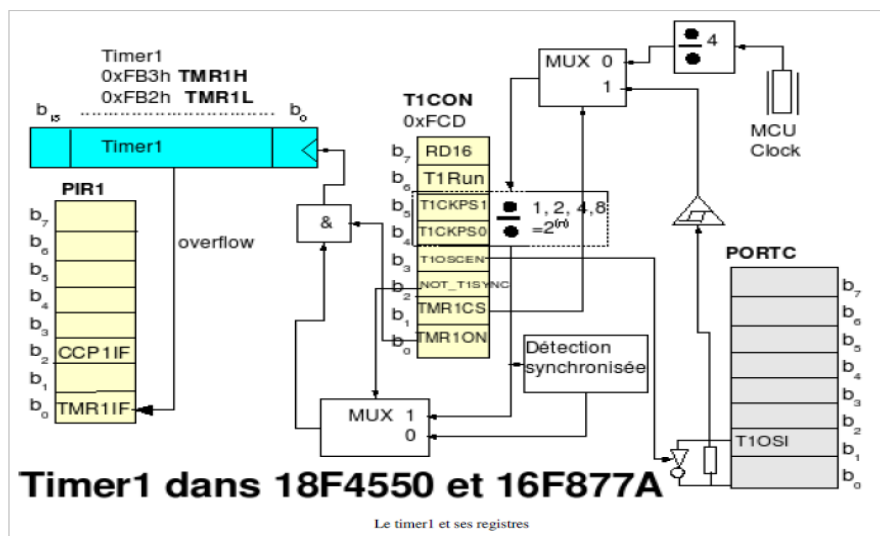 Timer1
0xFB3h TMR1H
0xFB2h TMR1L
b15 b0
Timer1
overflow
PIR1
b7
b6
b5
b4
b3
b2 CCP1IF
b1
b0 TMR1IF
&
T1CON
0xFCD
b7 RD16
b6 T1Run
b5 T1CKPS1
b4 T1CKPS0
b3 T1OSCEN
b2 NOT_T1SYNC
b1 TMR1CS
b0 TMR1ON
1, 2, 4,8
=2(n)
MUX 0
1
4
MCU
Clock
Détection
synchronisée
MUX 1
0
PORTC
b7
b6
b5
b4
b3
b2
T1OSI b1
b0
Timer1 dans 18F4550 et 16F877A
Le timer1 et ses registres